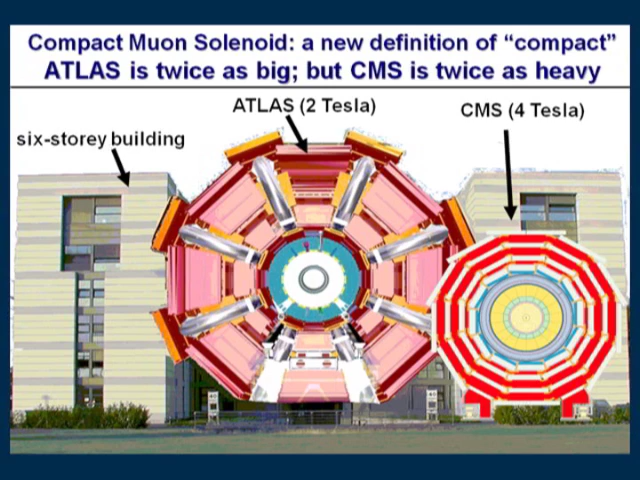 Compact Muon Solenoid: a new definition of “compact”
ATLAS is twice as big; but CMS is twice as heavy
ATLAS (2 Tesla)
CMS (4 Tesla)
six-storey building